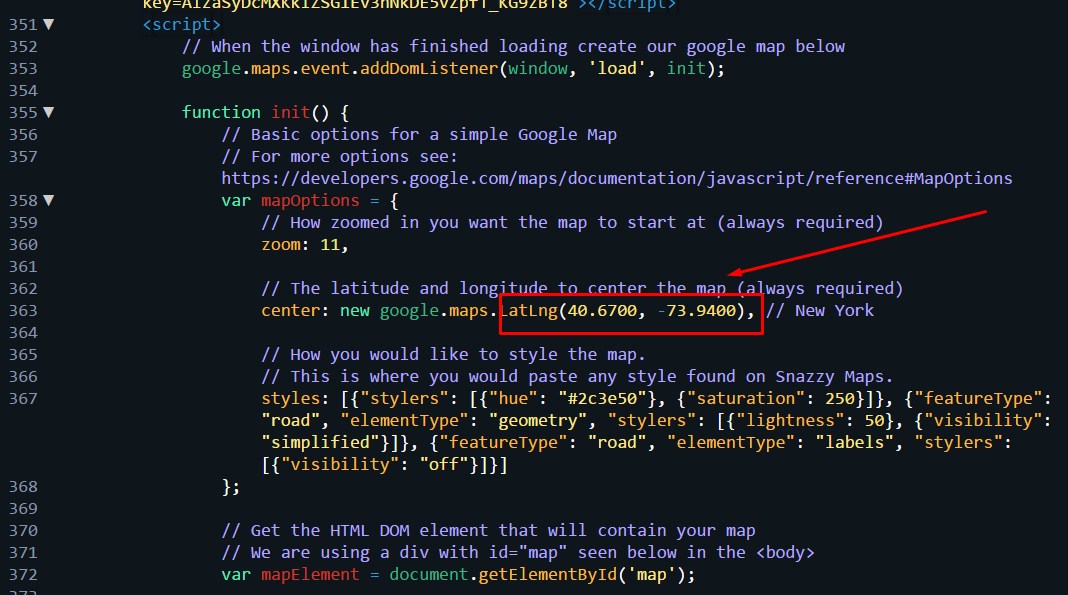 351 ▼ <script>
352 // When the window has finished loading create our google map below
353 google.maps.event.addDomListener(window, 'load', init);
354
355 ▼ function init() {
356 // Basic options for a simple Google Map
357 // For more options see:
https://developers.google.com/maps/documentation/javascript/reference#MapOptions
358 ▼ var mapOptions = {
359 // How zoomed in you want the map to start at (always required)
360 zoom: 11,
361
362 // The latitude and longitude to center the map (always required)
363 center: new google.maps.LatLng(40.6700, -73.9400), // New York
364
365 // How you would like to style the map.
366 // This is where you would paste any style found on Snazzy Maps.
367 styles: [{"stylers": [{"hue": "#2c3e50"}, {"saturation": 250}]}, {"featureType":
"road", "elementType": "geometry", "stylers": [{"lightness": 50}, {"visibility":
"simplified"}]}, {"featureType": "road", "elementType": "labels", "stylers":
[{"visibility": "off"}]}]
368 };
369
370 // Get the HTML DOM element that will contain your map
371 // We are using a div with id="map" seen below in the <body>
372 var mapElement = document.getElementById('map');